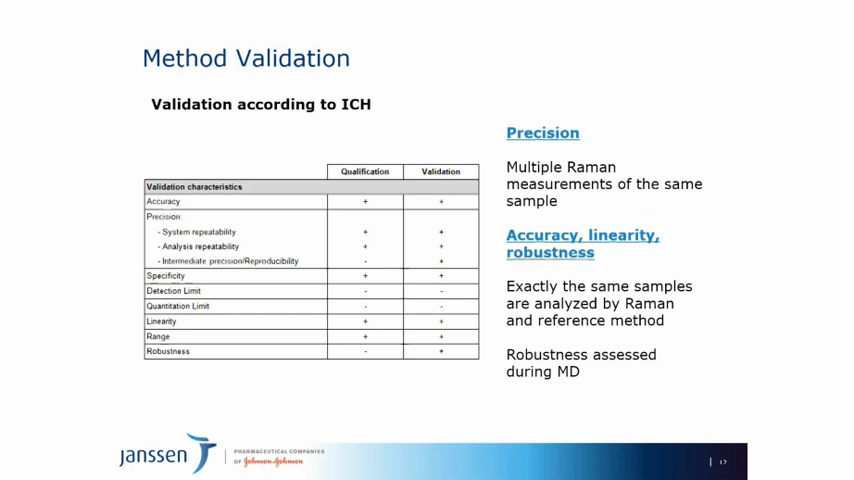 Method Validation
Validation according to ICH
Qualification Validation
Validation characteristics
Accuracy + +
Precision:
- System repeatability + +
- Analysis repeatability + +
- Intermediate precision/Reproducibility - +
Specificity + +
Detection Limit - -
Quantitation Limit - -
Linearity + +
Range + +
Robustness - +
Precision
Multiple Raman
measurements of the same
sample
Accuracy, linearity,
robustness
Exactly the same samples
are analyzed by Raman
and reference method
Robustness assessed
during MD
janssen
PHARMACEUTICAL COMPANIES
OF Johnson & Johnson